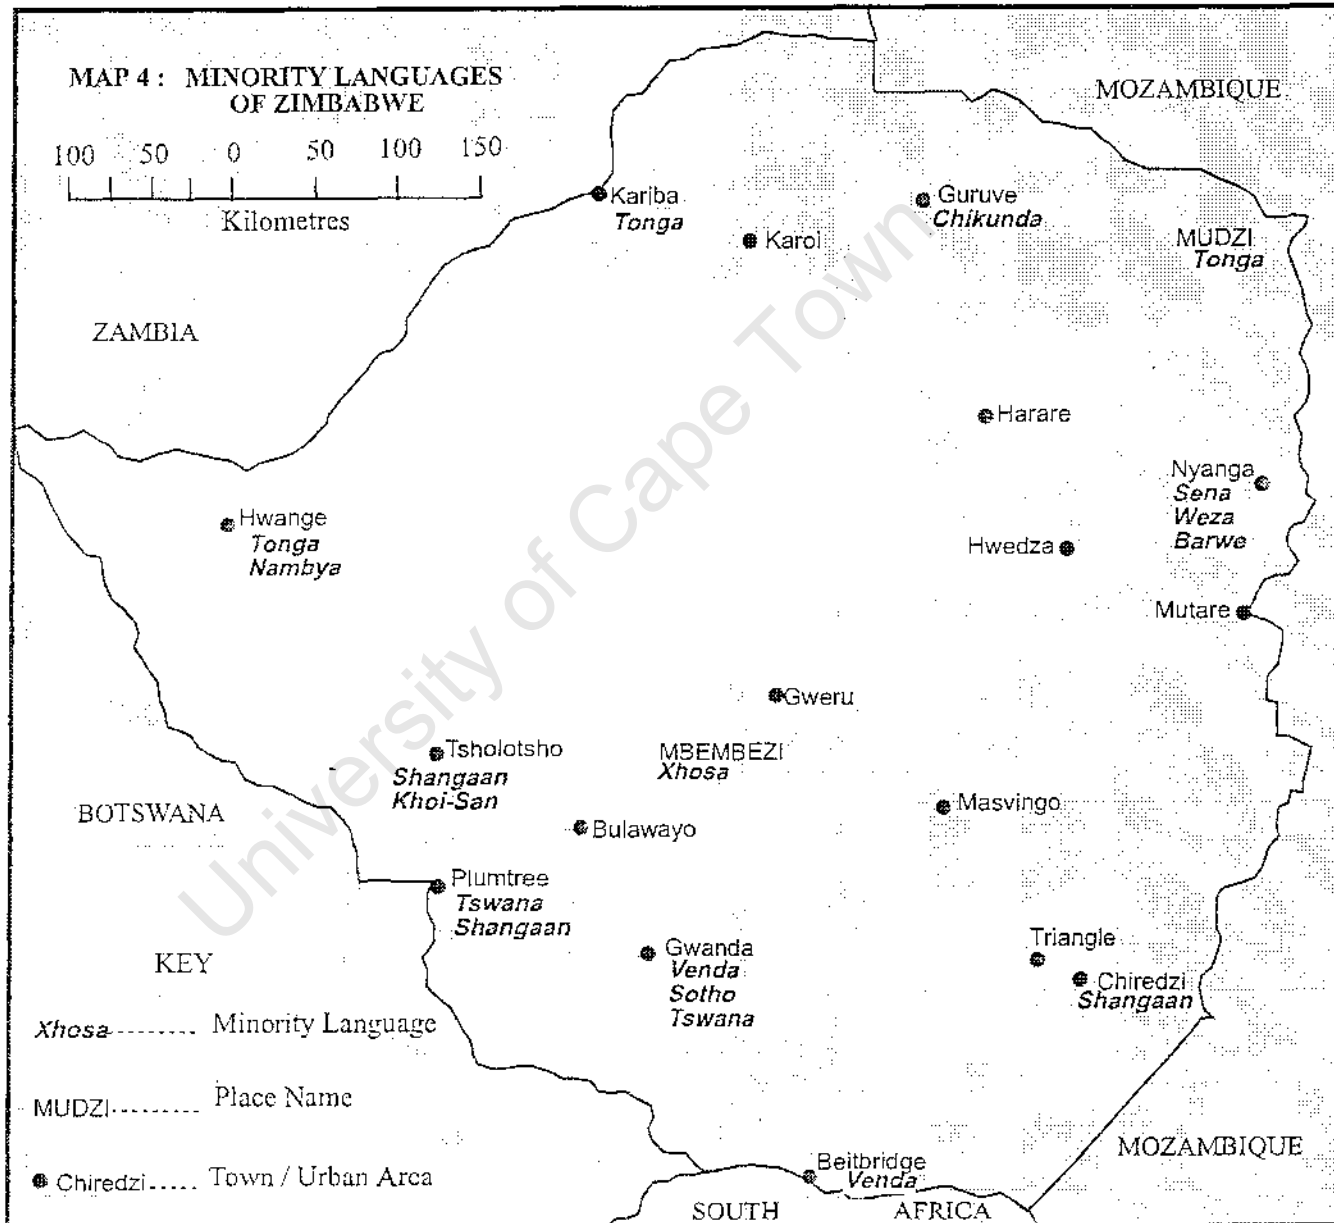 MAP 4 : MINORITY LANGUAGES
OF ZIMBABWE
100 50 0 50 100 150
Kilometres
MOZAMBIQUE
Kariba
Tonga
Karoi
Guruve
Chikunda
MUDZI
Tonga
ZAMBIA
Harare
Nyanga
Sena
Weza
Barwe
Hwange
Tonga
Nambya
Hwedza
Mutare
Gweru
Tsholotsho
Shangaan
Khoi-San
MBEMBEZI
Xhosa
BOTSWANA
Bulawayo
Masvingo
Plumtree
Tswana
Shangaan
Gwanda
Venda
Sotho
Tswana
Triangle
Chiredzi
Shangaan
KEY
Xhosa .......... Minority Language
MUDZI .......... Place Name
Chiredzi ..... Town / Urban Area
Beitbridge
Venda
MOZAMBIQUE
SOUTH AFRICA
University of Cape Town